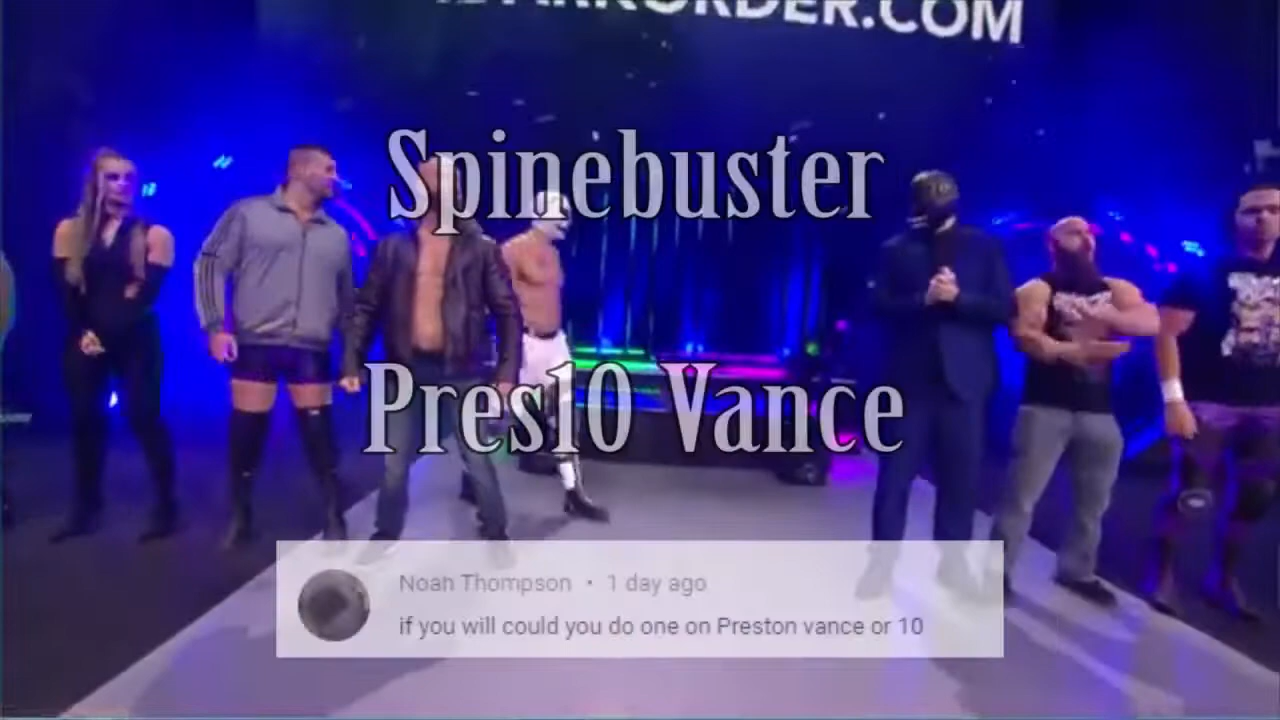 DARKORDER.COM
Spinebuster
Pres10 Vance
Noah Thompson • 1 day ago
if you will could you do one on Preston vance or 10